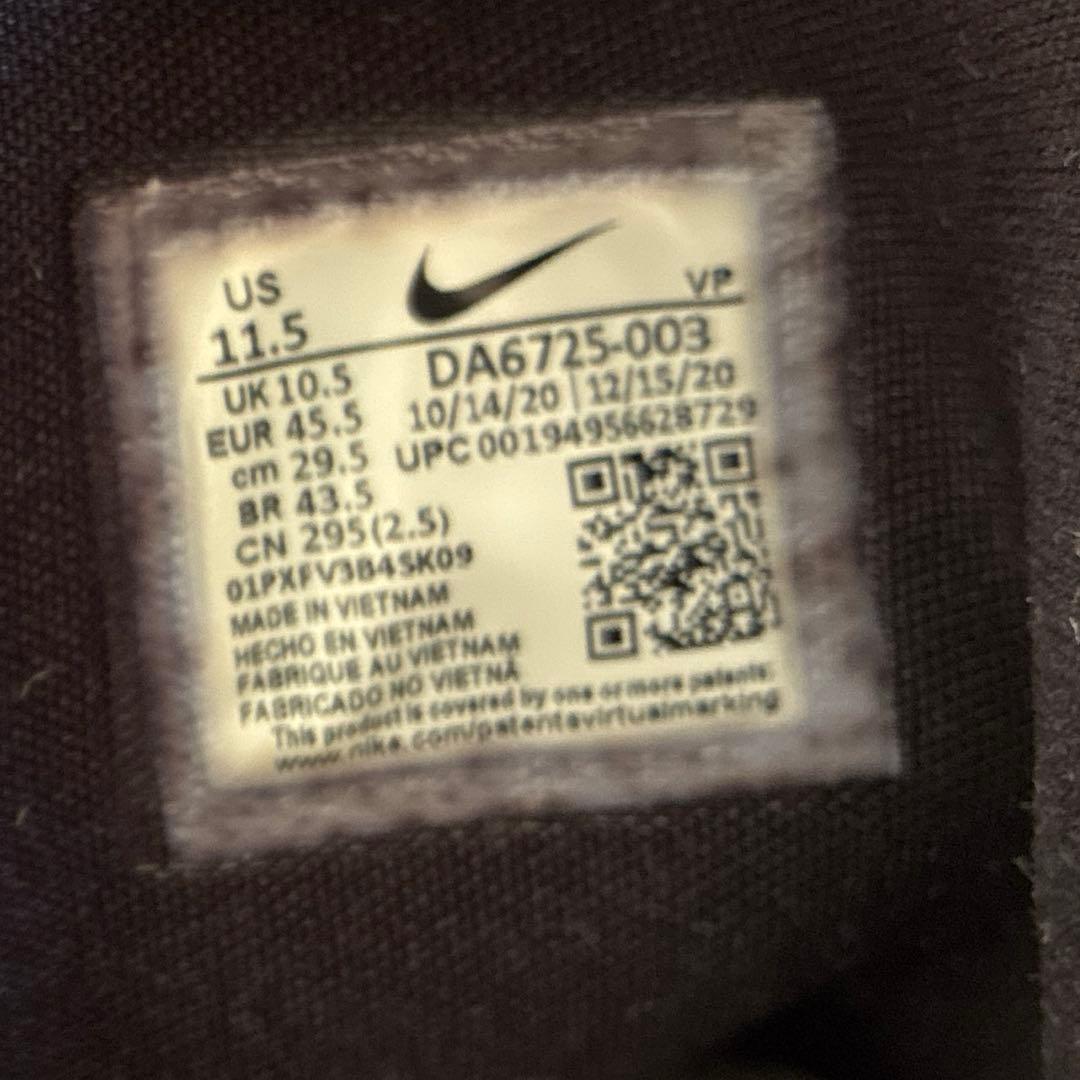 US
11.5
VP
UK 10.5
DA6725-003
EUR 45.5
10/14/20 | 12/15/20
cm 29.5
UPC 00194956628729
BR 43.5
CN 295(2.5)
01PXFV3B4SK09
MADE IN VIETNAM
HECHO EN VIETNAM
FABRIQUE AU VIETNAM
FABRICADO NO VIETNÃ
This product is covered by one or more patents.
www.nike.com/patentsvirtualmarking